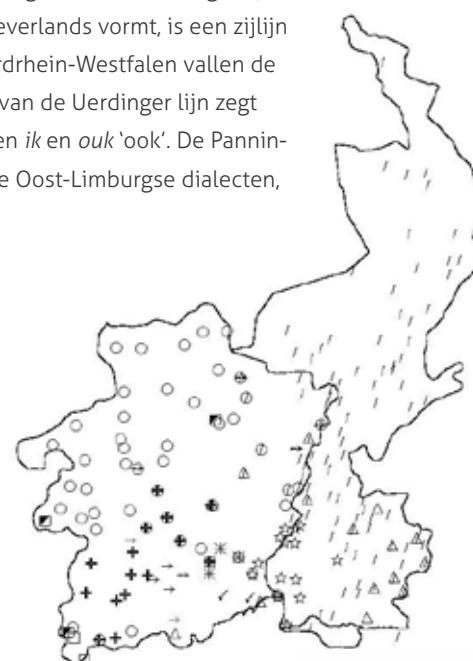 everlands vormt, is een zijlijn
rdrhein-Westfalen vallen de
van de Uerdinger lijn zegt
en ik en ouk ‘ook’. De Pannin-
e Oost-Limburgse dialecten,